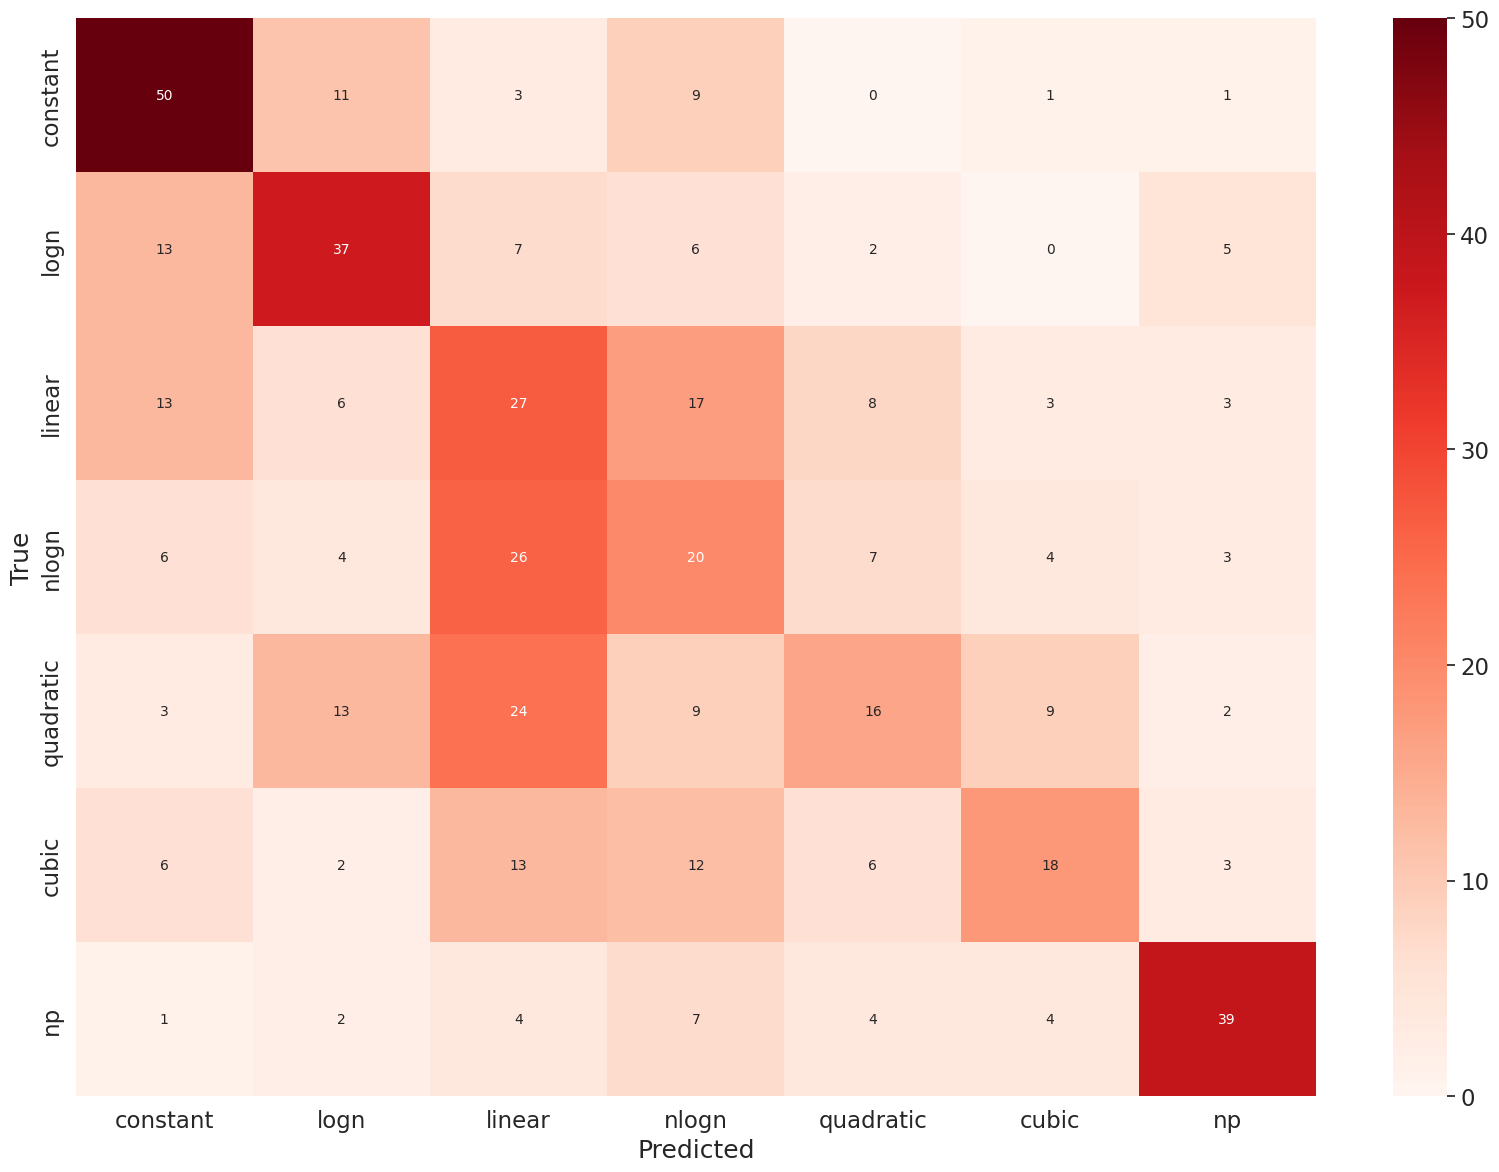 constant 50 11 3 9 0 1 1
logn 13 37 7 6 2 0 5
linear 13 6 27 17 8 3 3
nlogn 6 4 26 20 7 4 3
quadratic 3 13 24 9 16 9 2
cubic 6 2 13 12 6 18 3
np 1 2 4 7 4 4 39
True
constant logn linear nlogn quadratic cubic np
Predicted
50
40
30
20
10
0